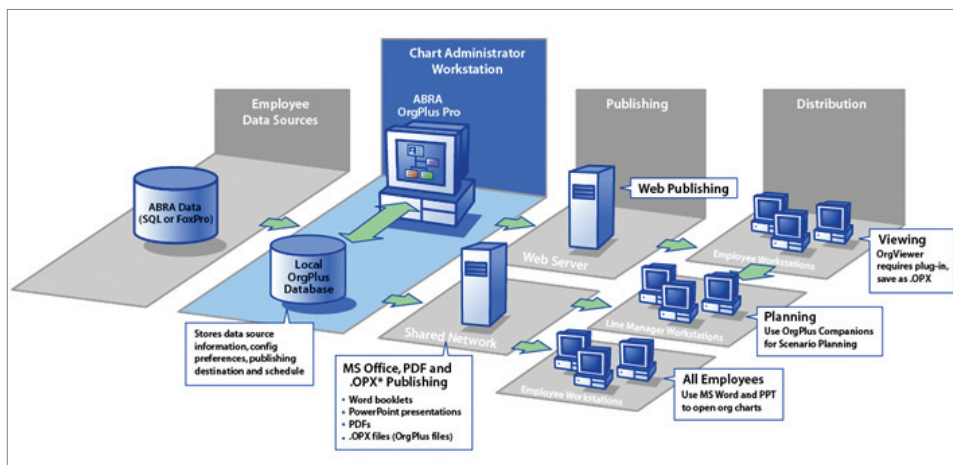 Employee
Data Sources
Chart Administrator
Workstation
ABRA
OrgPlus Pro
Publishing
Distribution
ABRA Data
(SQL or FoxPro)
Local
OrgPlus
Database
Stores data source
information, config
preferences, publishing
destination and schedule
Web Publishing
Web Server
Shared Network
MS Office, PDF and
.OPX* Publishing
• Word booklets
• PowerPoint presentations
• PDFs
• .OPX files (OrgPlus files)
Employee Workstations
Viewing
OrgViewer
requires plug-in,
save as .OPX
Line Manager Workstations
Planning
Use OrgPlus Companions
for Scenario Planning
Employee Workstations
All Employees
Use MS Word and PPT
to open org charts